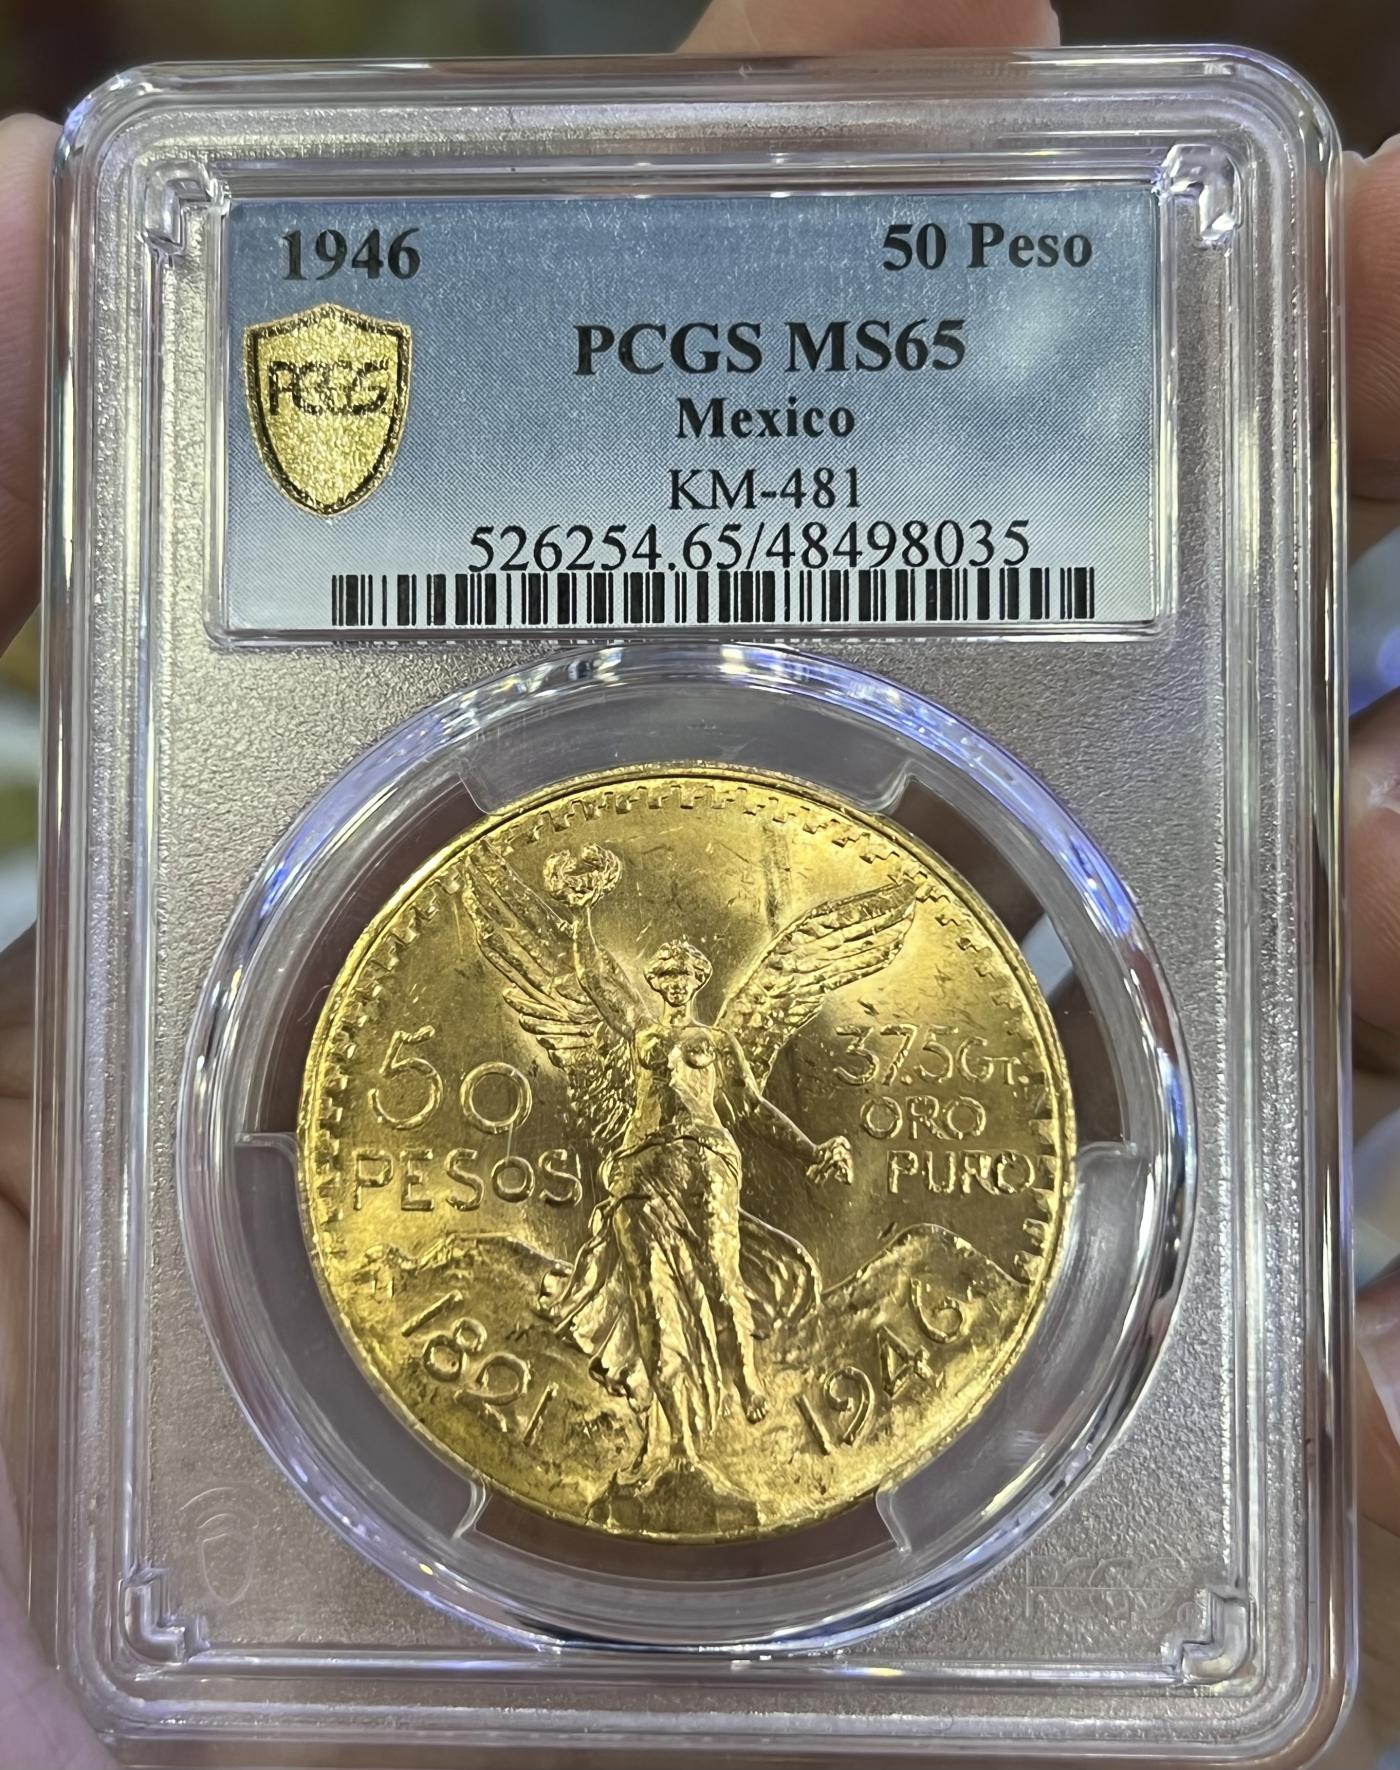 1946 50 Peso
PCGS
PCGS MS65
Mexico
KM-481
526254.65/48498035
50
PESOS
37.5Gr.
ORO
PURO
1821
1946
PCGS